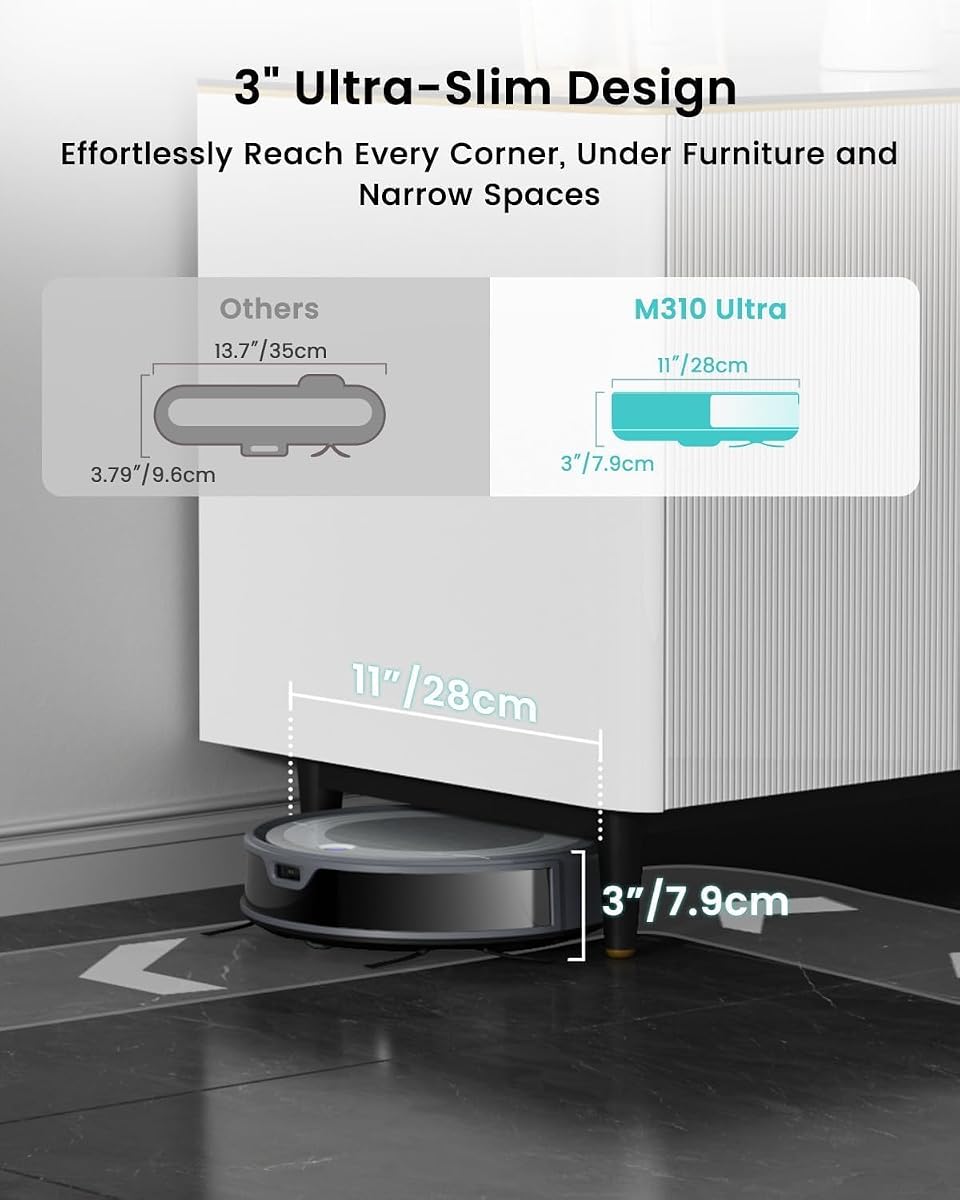 3" Ultra-Slim Design
Effortlessly Reach Every Corner, Under Furniture and
Narrow Spaces
Others
13.7”/35cm
3.79”/9.6cm
M310 Ultra
11”/28cm
3”/7.9cm
11”/28cm
3”/7.9cm